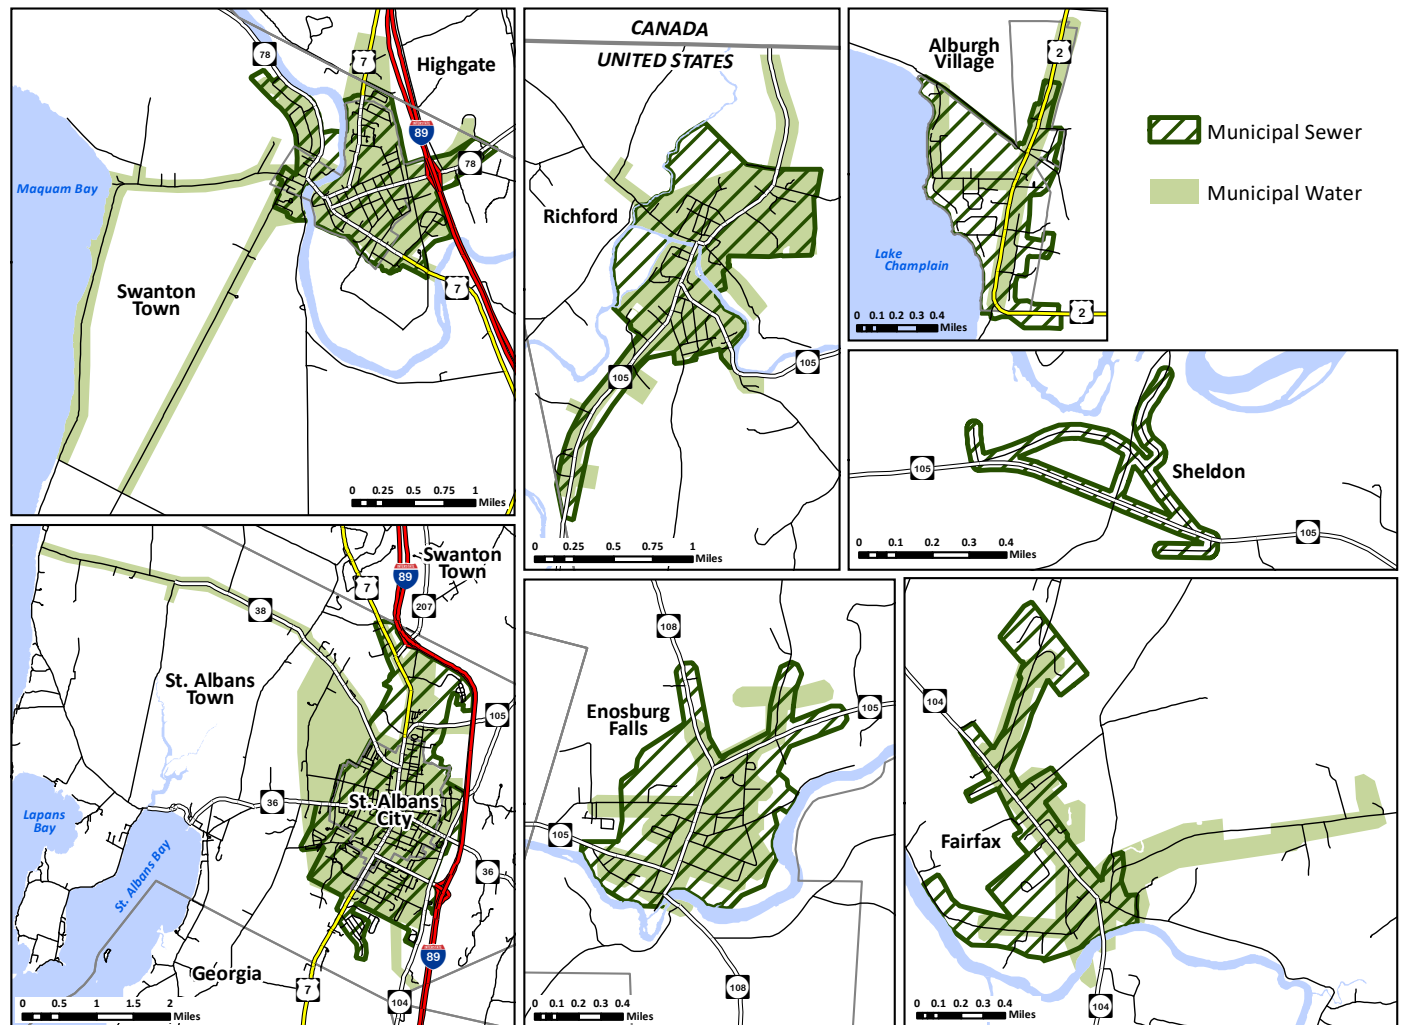 78
7
Highgate
89
78
Maquam Bay
Swanton
Town
7
0 0.25 0.5 0.75 1
Miles
CANADA
UNITED STATES
Richford
105
105
0 0.25 0.5 0.75 1
Miles
Alburgh
Village
2
Lake
Champlain
2
0 0.1 0.2 0.3 0.4
Miles
Municipal Sewer
Municipal Water
105
Sheldon
105
0 0.1 0.2 0.3 0.4
Miles
Swanton
Town
89
7
207
38
St. Albans
Town
105
36
St. Albans
City
Lapans
Bay
St. Albans Bay
36
Georgia
89
7
104
0 0.5 1 1.5 2
Miles
108
Enosburg
Falls
105
105
108
0 0.1 0.2 0.3 0.4
Miles
104
Fairfax
104
0 0.1 0.2 0.3 0.4
Miles